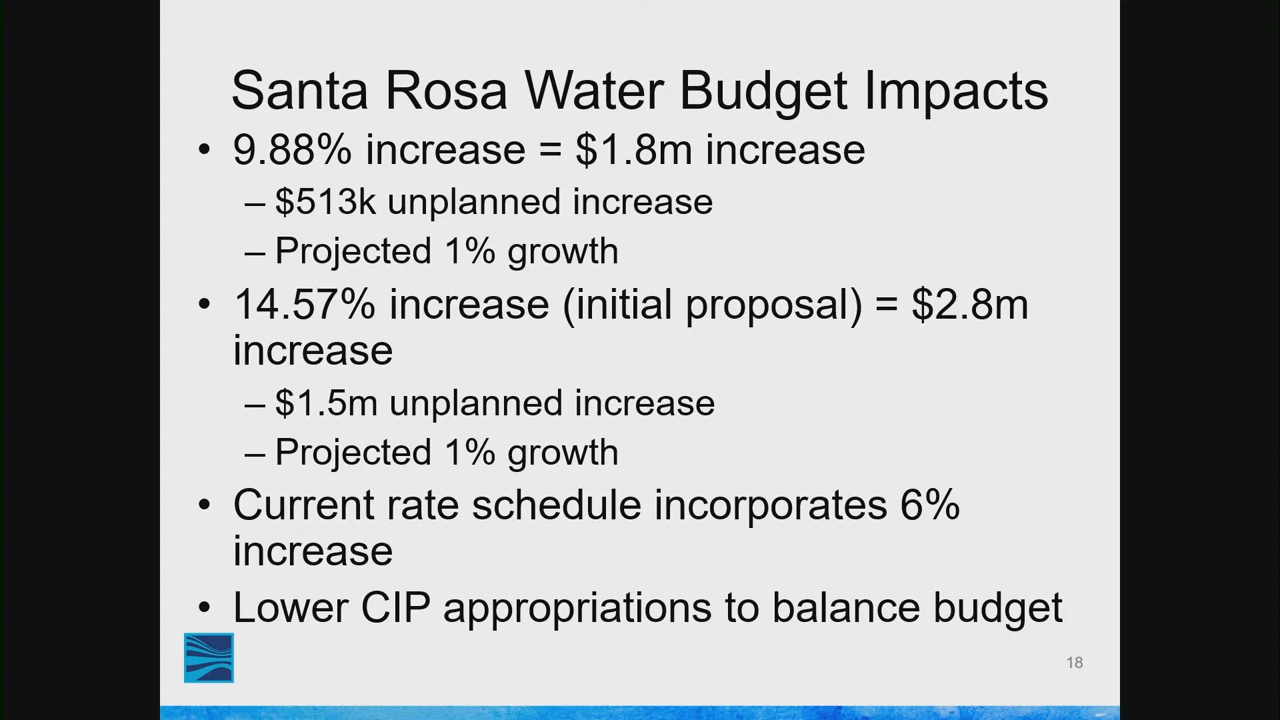 Santa Rosa Water Budget Impacts
• 9.88% increase = $1.8m increase
– $513k unplanned increase
– Projected 1% growth
• 14.57% increase (initial proposal) = $2.8m
increase
– $1.5m unplanned increase
– Projected 1% growth
• Current rate schedule incorporates 6%
increase
• Lower CIP appropriations to balance budget
18